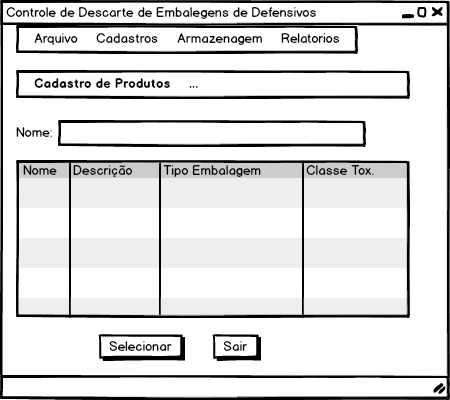 Controle de Descarte de Embalegens de Defensivos
Arquivo Cadastros Armazenagem Relatorios
Cadastro de Produtos ...
Nome:
Nome Descrição Tipo Embalagem Classe Tox.
Selecionar Sair